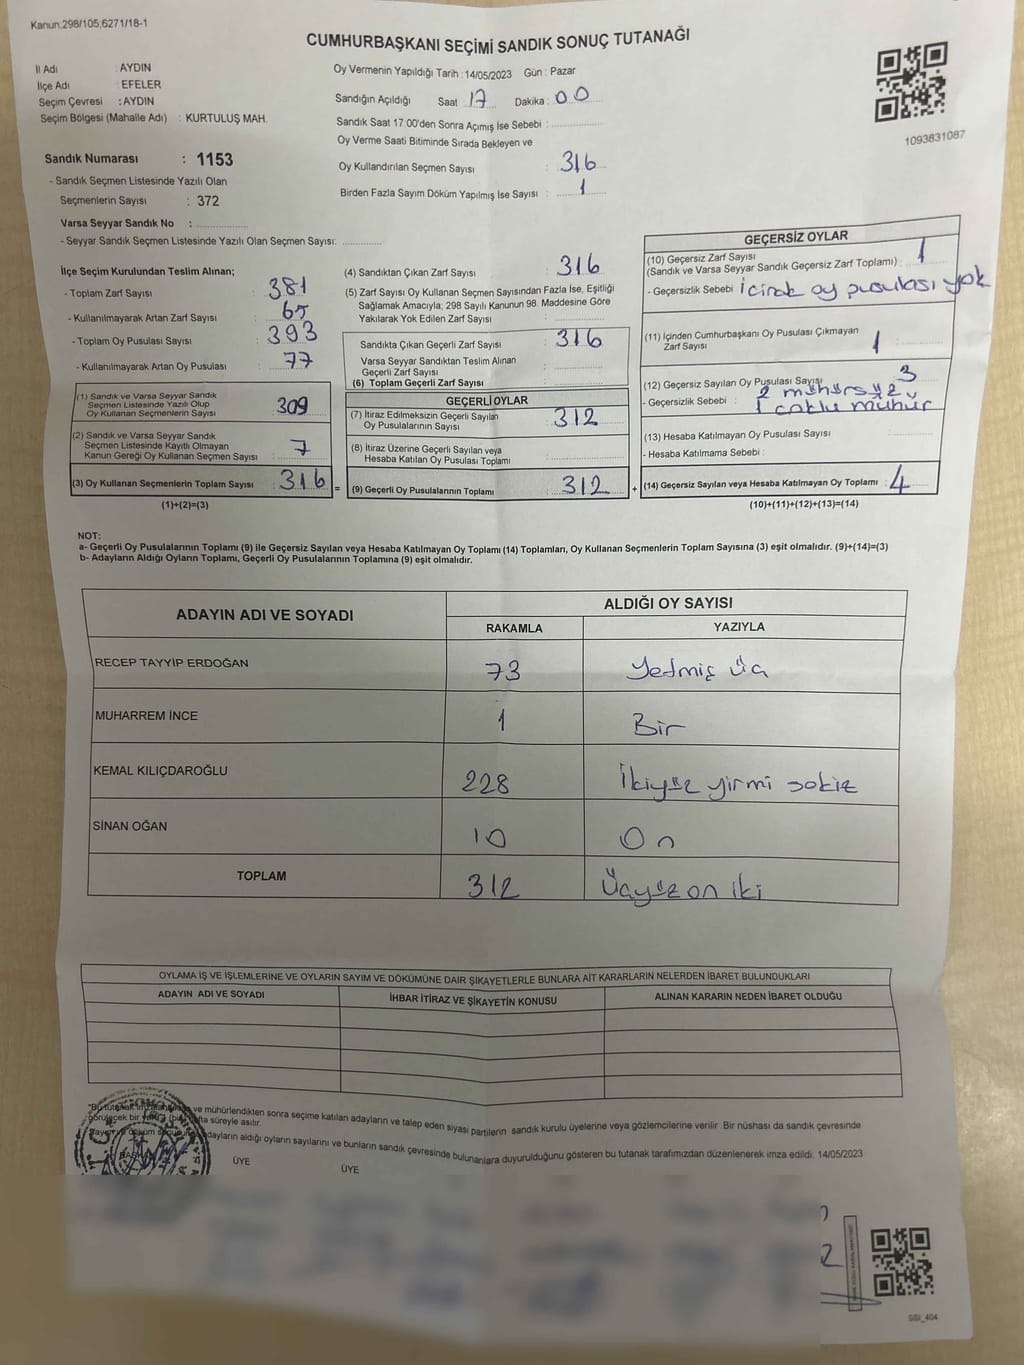 Kanun;298/105,6271/18-1
CUMHURBAŞKANI SEÇİMİ SANDIK SONUÇ TUTANAĞI
İl Adı : AYDIN
İlçe Adı : EFELER
Seçim Çevresi : AYDIN
Seçim Bölgesi (Mahalle Adı) : KURTULUŞ MAH.
Sandık Numarası : 1153
- Sandık Seçmen Listesinde Yazılı Olan
Seçmenlerin Sayısı : 372
Varsa Seyyar Sandık No :
- Seyyar Sandık Seçmen Listesinde Yazılı Olan Seçmen Sayısı:
Oy Vermenin Yapıldığı Tarih :14/05/2023 Gün : Pazar
Sandığın Açıldığı Saat : 17 Dakika : 00
Sandık Saat 17:00'den Sonra Açımış İse Sebebi :
Oy Verme Saati Bitiminde Sırada Bekleyen ve
Oy Kullandırılan Seçmen Sayısı : 316
Birden Fazla Sayım Döküm Yapılmış İse Sayısı : 1
1093831087
İlçe Seçim Kurulundan Teslim Alınan;
- Toplam Zarf Sayısı : 381
- Kullanılmayarak Artan Zarf Sayısı : 65
- Toplam Oy Pusulası Sayısı : 393
- Kullanılmayarak Artan Oy Pusulası : 77
(1) Sandık ve Varsa Seyyar Sandık
Seçmen Listesinde Yazılı Olup
Oy Kullanan Seçmenlerin Sayısı : 309
(2) Sandık ve Varsa Seyyar Sandık
Seçmen Listesinde Kayıtlı Olmayan
Kanun Gereği Oy Kullanan Seçmen Sayısı : 7
(3) Oy Kullanan Seçmenlerin Toplam Sayısı : 316
(1)+(2)=(3)
(4) Sandıktan Çıkan Zarf Sayısı : 316
(5) Zarf Sayısı Oy Kullanan Seçmen Sayısından Fazla İse, Eşitliği
Sağlamak Amacıyla; 298 Sayılı Kanunun 98. Maddesine Göre
Yakılarak Yok Edilen Zarf Sayısı :
Sandıkta Çıkan Geçerli Zarf Sayısı : 316
Varsa Seyyar Sandıktan Teslim Alınan
Geçerli Zarf Sayısı :
(6) Toplam Geçerli Zarf Sayısı :
GEÇERLİ OYLAR
(7) İtiraz Edilmeksizin Geçerli Sayılan
Oy Pusulalarının Sayısı : 312
(8) İtiraz Üzerine Geçerli Sayılan veya
Hesaba Katılan Oy Pusulası Toplamı :
= (9) Geçerli Oy Pusulalarının Toplamı : 312
GEÇERSİZ OYLAR
(10) Geçersiz Zarf Sayısı
(Sandık ve Varsa Seyyar Sandık Geçersiz Zarf Toplamı) : 1
- Geçersizlik Sebebi : içinde oy pusulası yok
(11) İçinden Cumhurbaşkanı Oy Pusulası Çıkmayan
Zarf Sayısı : 1
(12) Geçersiz Sayılan Oy Pusulası Sayısı : 3
- Geçersizlik Sebebi : 2 mühürsüz
1 çoklu mühür
(13) Hesaba Katılmayan Oy Pusulası Sayısı :
- Hesaba Katılmama Sebebi :
+ (14) Geçersiz Sayılan veya Hesaba Katılmayan Oy Toplamı : 4
(10)+(11)+(12)+(13)=(14)
NOT:
a- Geçerli Oy Pusulalarının Toplamı (9) ile Geçersiz Sayılan veya Hesaba Katılmayan Oy Toplamı (14) Toplamları, Oy Kullanan Seçmenlerin Toplam Sayısına (3) eşit olmalıdır. (9)+(14)=(3)
b- Adayların Aldığı Oyların Toplamı, Geçerli Oy Pusulalarının Toplamına (9) eşit olmalıdır.
ADAYIN ADI VE SOYADI
ALDIĞI OY SAYISI
RAKAMLA YAZIYLA
RECEP TAYYİP ERDOĞAN 73 Yetmiş üç
MUHARREM İNCE 1 Bir
KEMAL KILIÇDAROĞLU 228 İkiyüz yirmi sekiz
SİNAN OĞAN 10 On
TOPLAM 312 Üçyüz on iki
OYLAMA İŞ VE İŞLEMLERİNE VE OYLARIN SAYIM VE DÖKÜMÜNE DAİR ŞİKAYETLERLE BUNLARA AİT KARARLARIN NELERDEN İBARET BULUNDUKLARI
ADAYIN ADI VE SOYADI İHBAR İTİRAZ VE ŞİKAYETİN KONUSU ALINAN KARARIN NEDEN İBARET OLDUĞU
"Bu ve mühürlendikten sonra seçime katılan adayların ve talep eden siyasi partilerin sandık kurulu üyelerine veya gözlemcilerine verilir. Bir nüshası da sandık çevresinde
görülecek bir süreyle asılır.
adayların aldığı oyların sayılarını ve bunların sandık çevresinde bulunanlara duyurulduğunu gösteren bu tutanak tarafımızdan düzenlenerek imza edildi. 14/05/2023
BAŞKAN ÜYE ÜYE
SSI_404